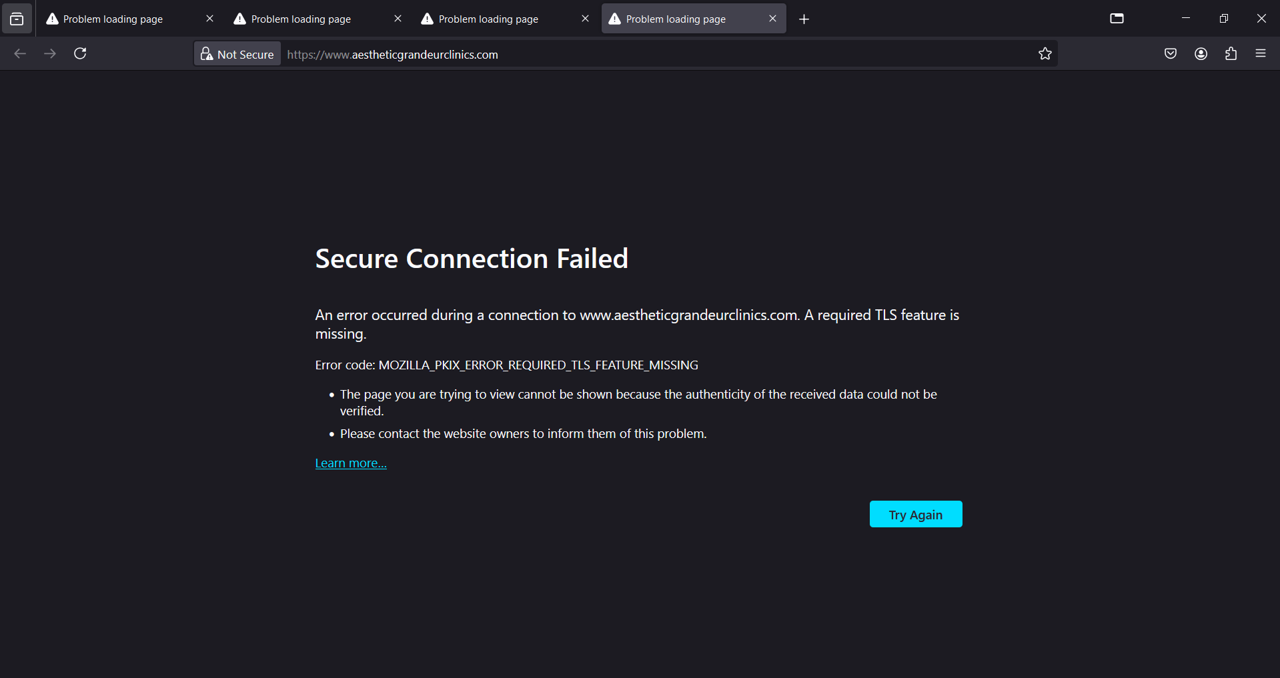 Problem loading page
Problem loading page
Problem loading page
Problem loading page
Not Secure
https://www.aestheticgrandeurclinics.com
Secure Connection Failed
An error occurred during a connection to www.aestheticgrandeurclinics.com. A required TLS feature is
missing.
Error code: MOZILLA_PKIX_ERROR_REQUIRED_TLS_FEATURE_MISSING
• The page you are trying to view cannot be shown because the authenticity of the received data could not be
verified.
• Please contact the website owners to inform them of this problem.
Learn more...
Try Again